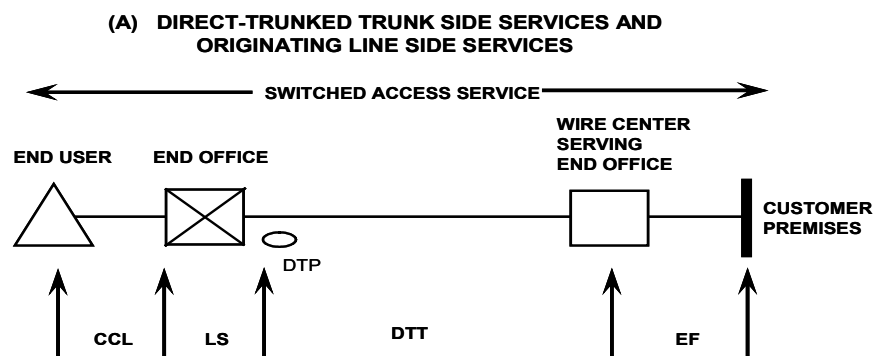 (A) DIRECT-TRUNKED TRUNK SIDE SERVICES AND
ORIGINATING LINE SIDE SERVICES
SWITCHED ACCESS SERVICE
WIRE CENTER
SERVING
END OFFICE
END USER
END OFFICE
CUSTOMER
PREMISES
DTP
CCL
LS
DTT
EF